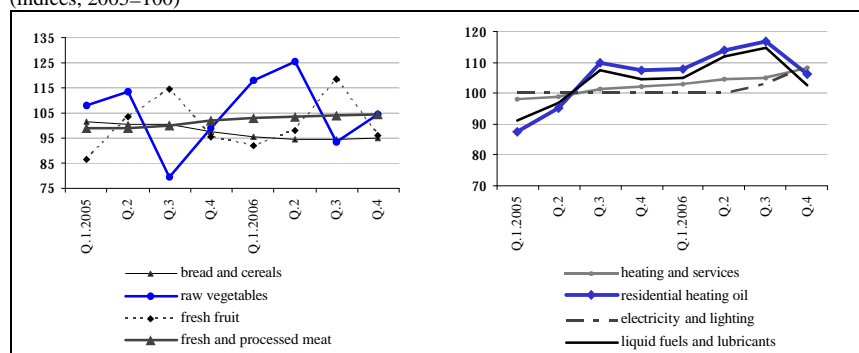 (indices, 2005=100)
135
125
115
105
95
85
75
Q.1.2005
Q.2
Q.3
Q.4
Q.1.2006
Q.2
Q.3
Q.4
bread and cereals
raw vegetables
fresh fruit
fresh and processed meat
120
110
100
90
80
70
Q.1.2005
Q.2
Q.3
Q.4
Q.1.2006
Q.2
Q.3
Q.4
heating and services
residential heating oil
electricity and lighting
liquid fuels and lubricants